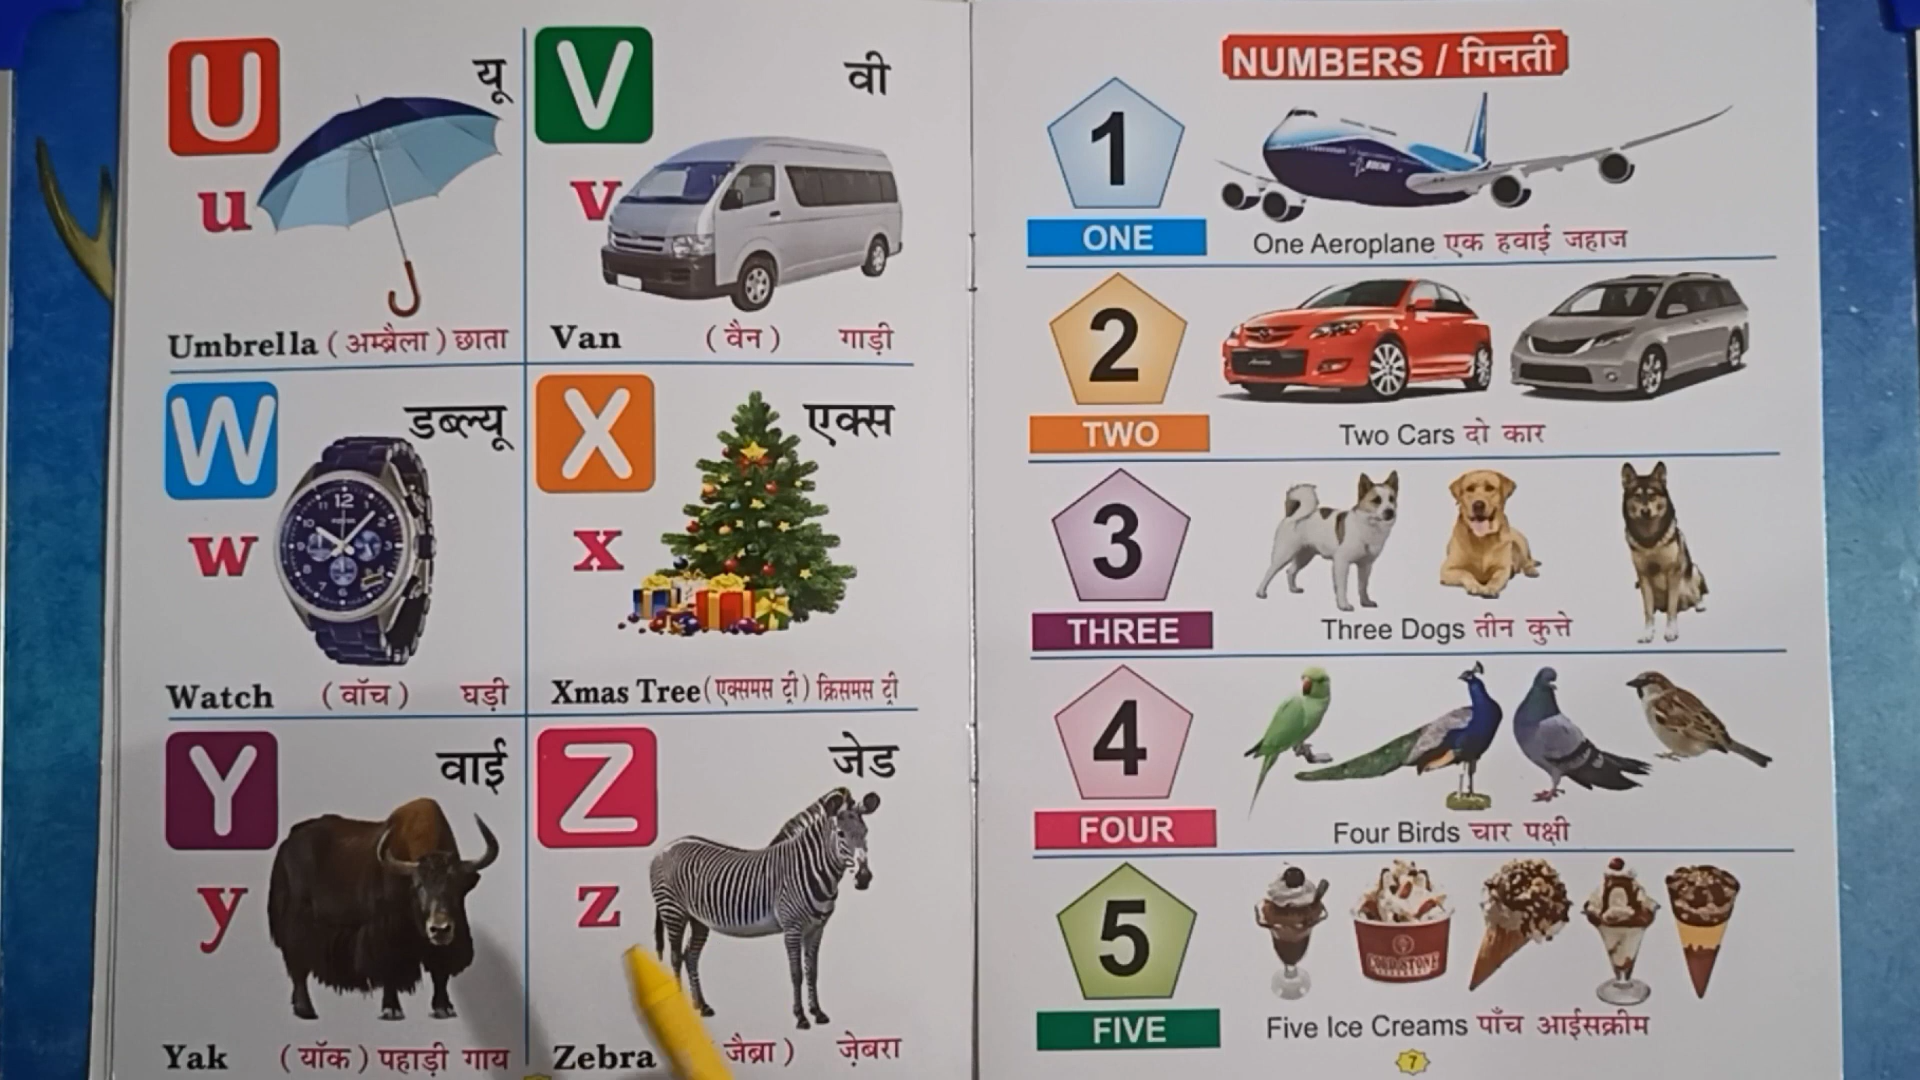 U
यू
u
Umbrella ( अम्ब्रैला ) छाता
V
वी
v
Van ( वैन ) गाड़ी
W
डब्ल्यू
w
Watch ( वॉच ) घड़ी
X
एक्स
x
Xmas Tree ( एक्समस ट्री ) क्रिसमस ट्री
Y
वाई
y
Yak ( यॉक ) पहाड़ी गाय
Z
जेड
z
Zebra जैब्रा ) ज़ेबरा
NUMBERS / गिनती
1
BOEING
ONE
One Aeroplane एक हवाई जहाज
2
TWO
Two Cars दो कार
3
THREE
Three Dogs तीन कुत्ते
4
FOUR
Four Birds चार पक्षी
5
FIVE
Five Ice Creams पाँच आईसक्रीम
7